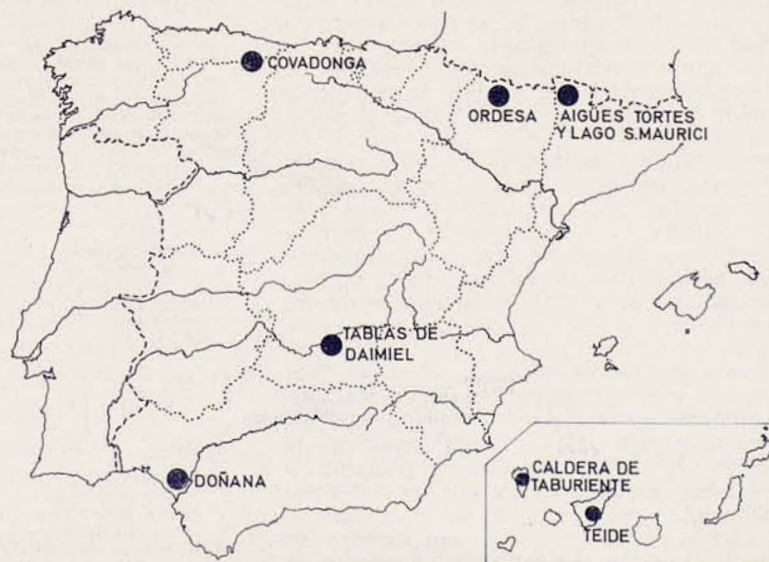 COVADONGA
ORDESA
AIGÜES TORTES
Y LAGO S.MAURICI
TABLAS DE
DAIMIEL
DOÑANA
CALDERA DE
TABURIENTE
TEIDE